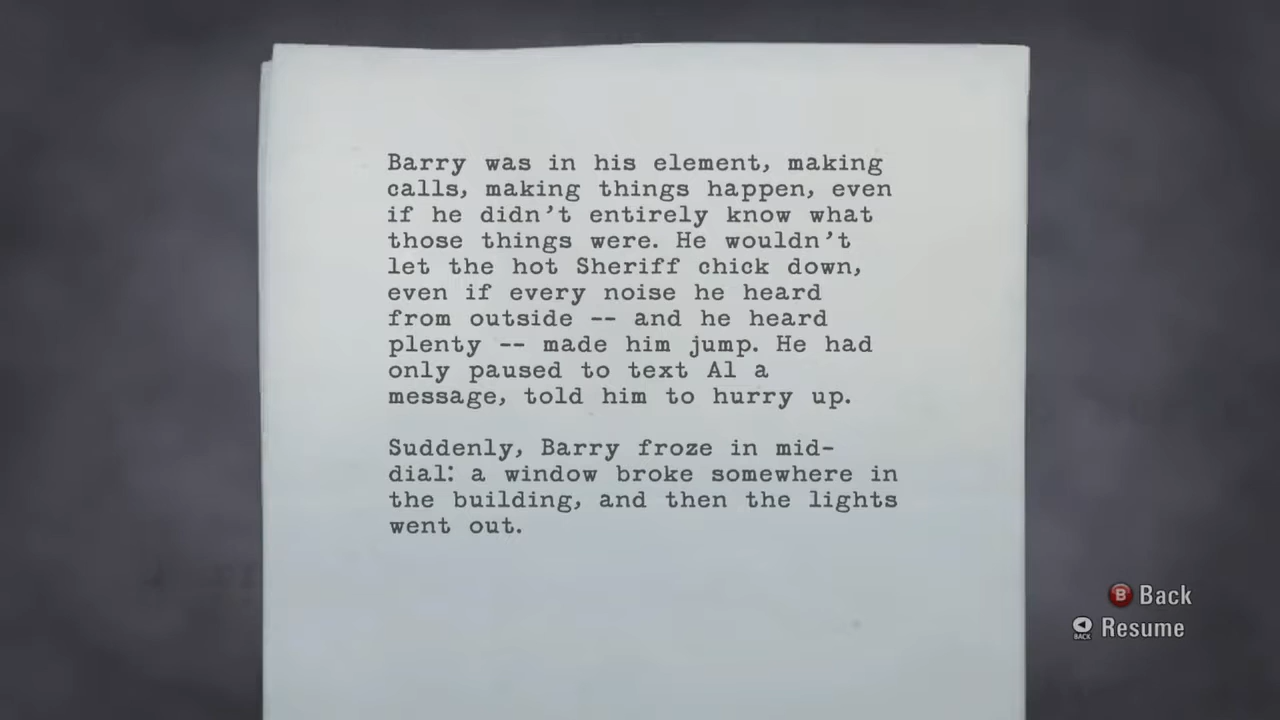 Barry was in his element, making
calls, making things happen, even
if he didn't entirely know what
those things were. He wouldn't
let the hot Sheriff chick down,
even if every noise he heard
from outside -- and he heard
plenty -- made him jump. He had
only paused to text Al a
message, told him to hurry up.
Suddenly, Barry froze in mid-
dial: a window broke somewhere in
the building, and then the lights
went out.
B Back
BACK Resume